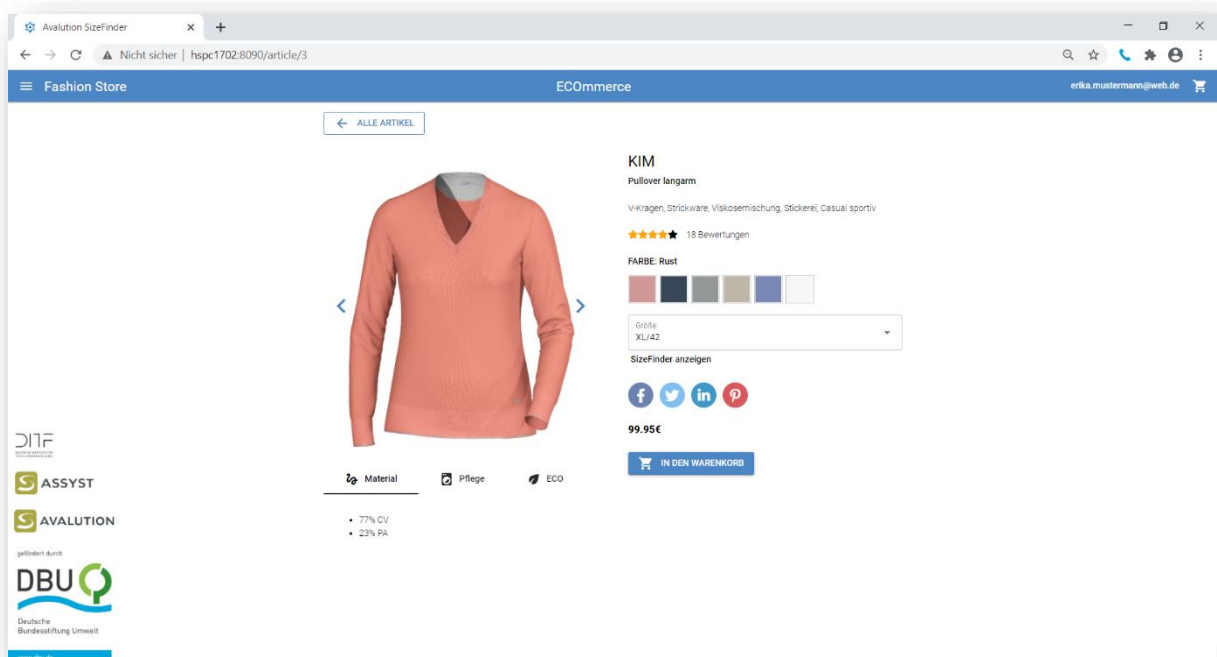 Avalution SizeFinder
Nicht sicher | hspc1702:8090/article/3
Fashion Store
ECOmmerce
erika.mustermann@web.de
ALLE ARTIKEL
KIM
Pullover langarm
V-Kragen, Strickware, Viskosemischung, Stickerei, Casual sportiv
18 Bewertungen
FARBE: Rust
Größe
XL/42
SizeFinder anzeigen
99.95€
IN DEN WARENKORB
Material
Pflege
ECO
• 77% CV
• 23% PA
DITF
ASSYST
AVALUTION
gefördert durch
DBU
Deutsche
Bundesstiftung Umwelt